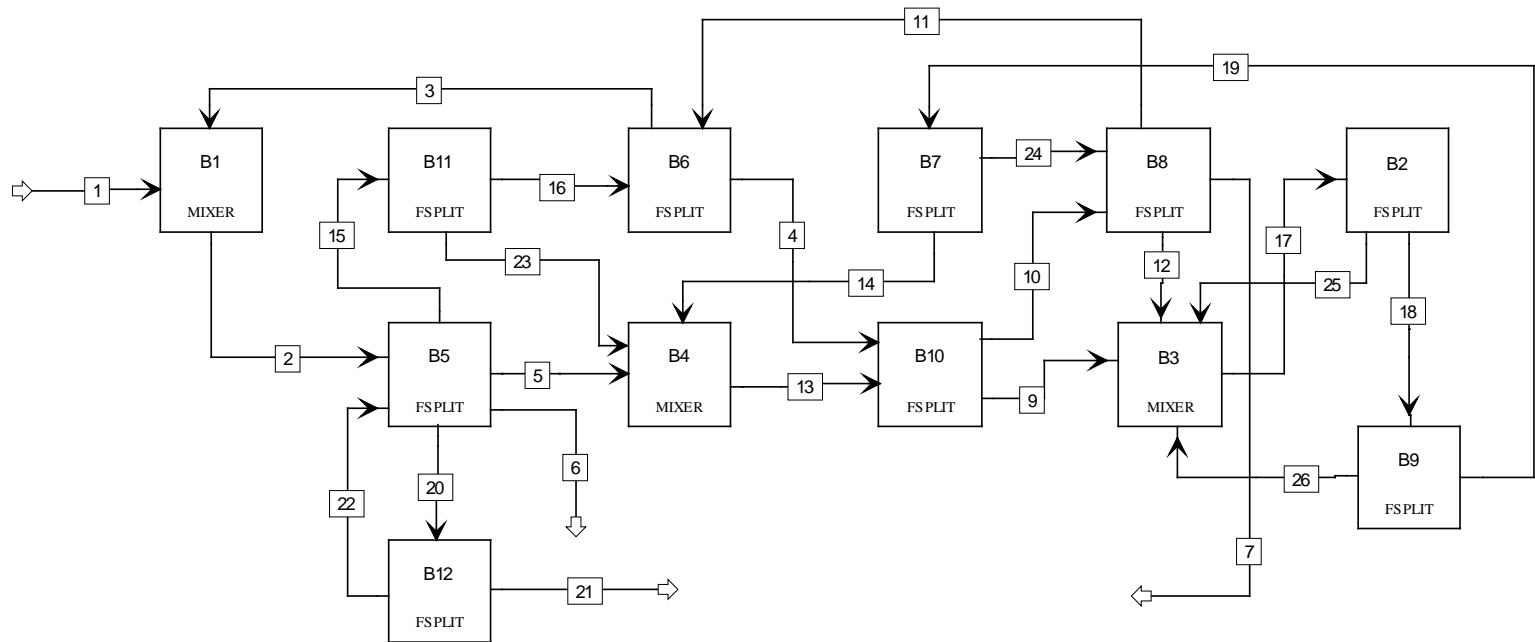 11
19
3
B1
MIXER
B11
FSPLIT
B6
FSPLIT
B7
FSPLIT
B8
FSPLIT
B2
FSPLIT
24
1
16
15
4
17
23
10
12
14
25
18
2
B5
FSPLIT
5
B4
MIXER
13
B10
FSPLIT
9
B3
MIXER
6
20
22
26
B9
FSPLIT
7
B12
FSPLIT
21